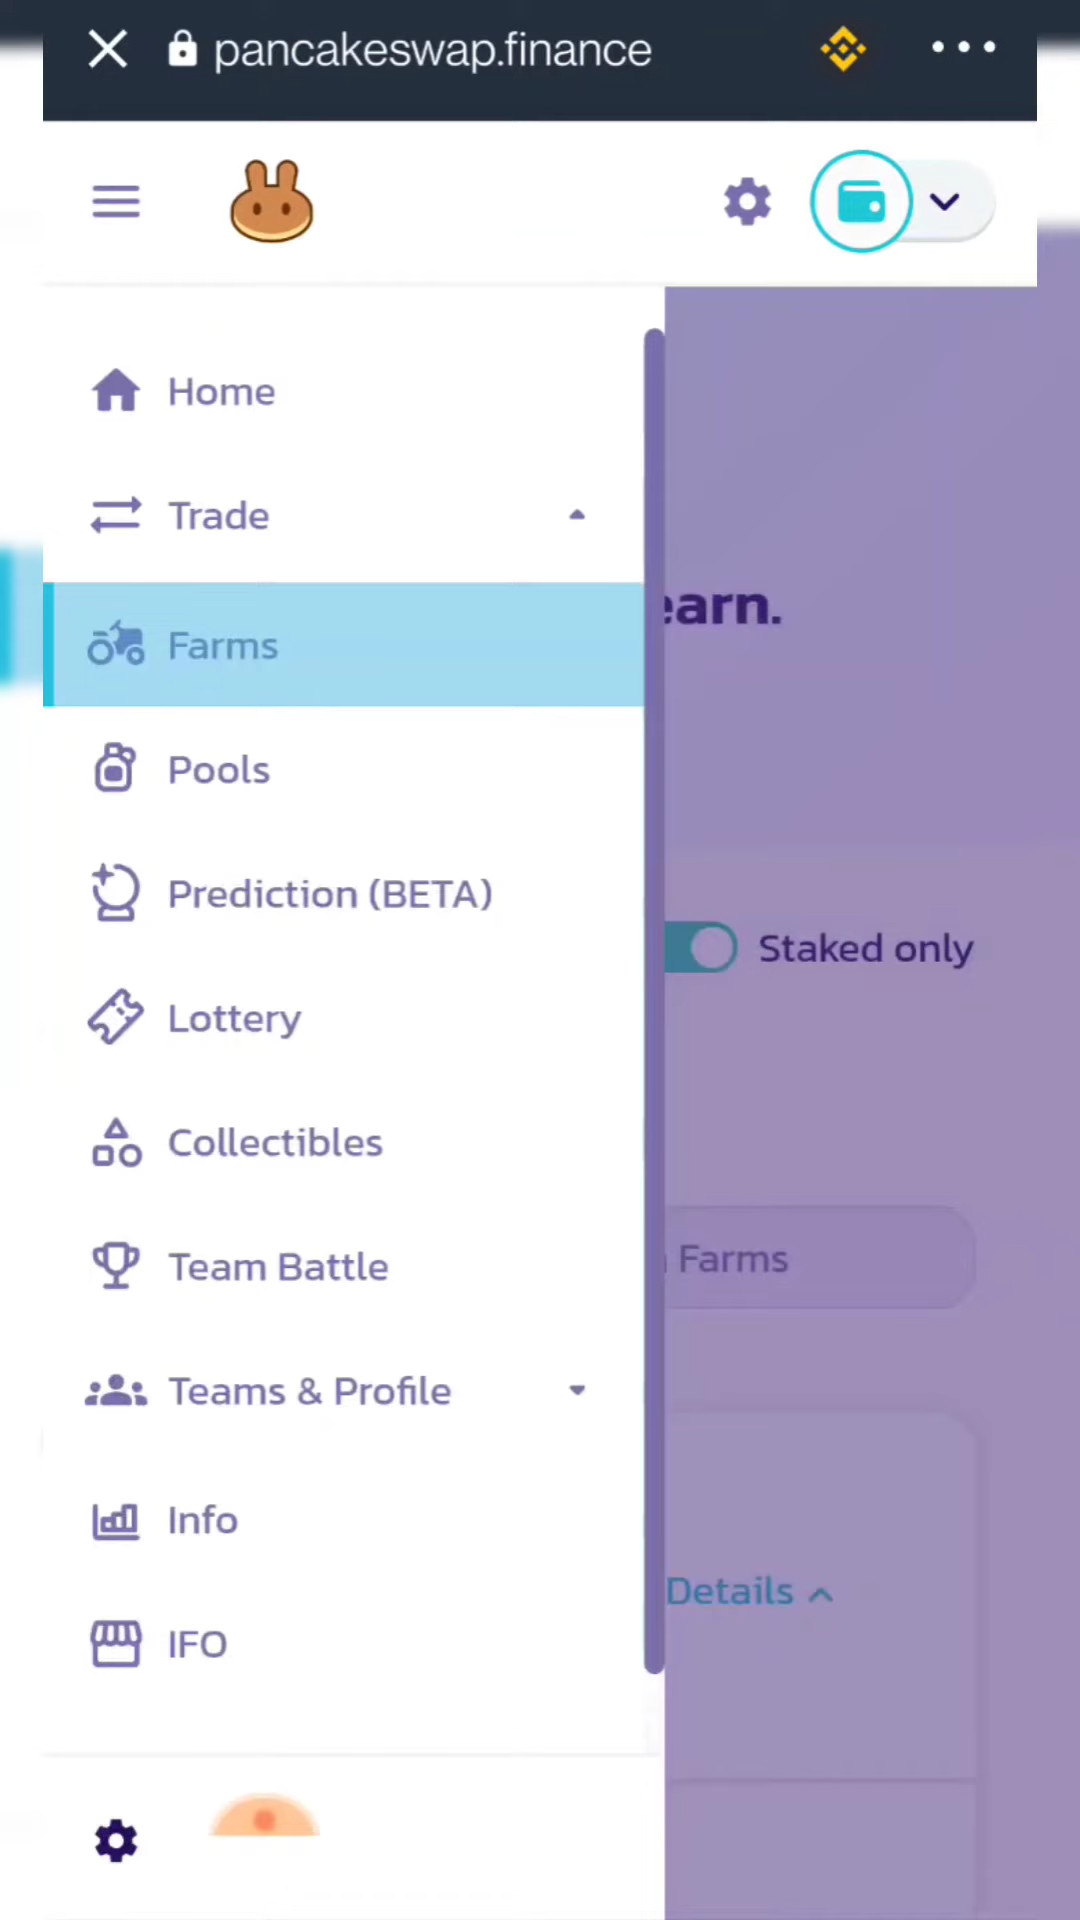 pancakeswap.finance
Home
Trade
Farms
earn.
Pools
Prediction (BETA)
Staked only
Lottery
Collectibles
Team Battle
Farms
Teams & Profile
Info
Details
IFO